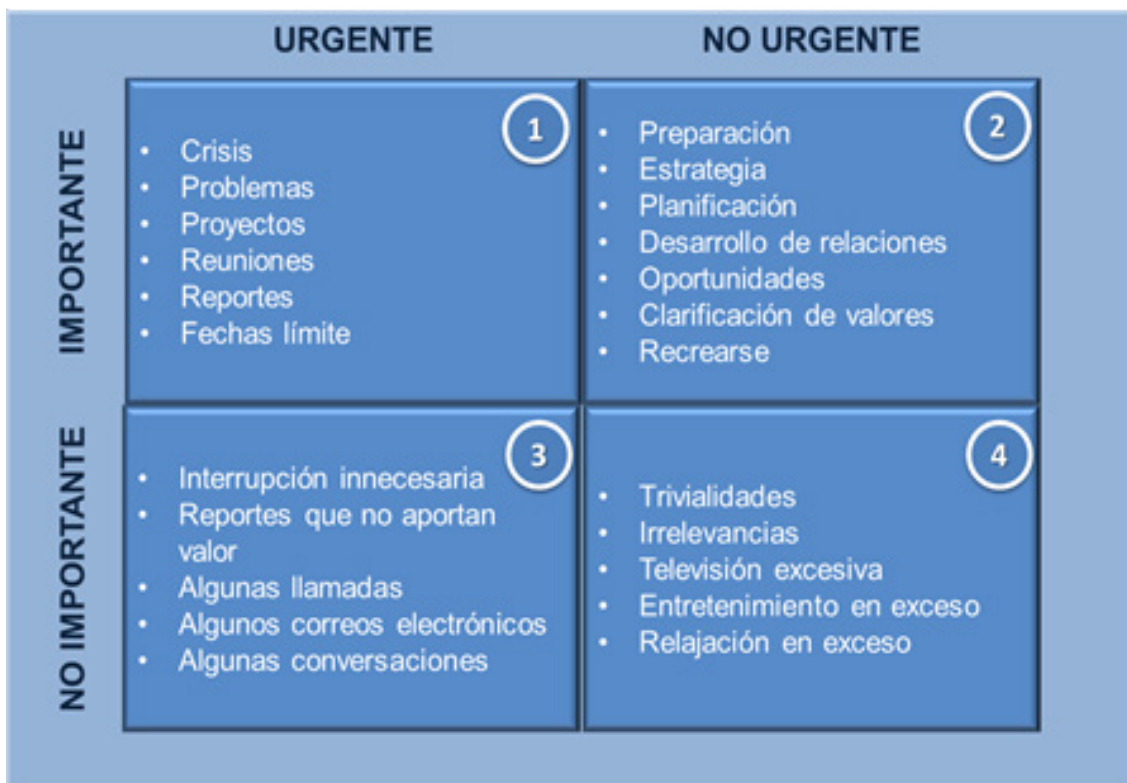 URGENTE
NO URGENTE
IMPORTANTE
1
• Crisis
• Problemas
• Proyectos
• Reuniones
• Reportes
• Fechas límite
2
• Preparación
• Estrategia
• Planificación
• Desarrollo de relaciones
• Oportunidades
• Clarificación de valores
• Recrearse
NO IMPORTANTE
3
• Interrupción innecesaria
• Reportes que no aportan
valor
• Algunas llamadas
• Algunos correos electrónicos
• Algunas conversaciones
4
• Trivialidades
• Irrelevancias
• Televisión excesiva
• Entretenimiento en exceso
• Relajación en exceso